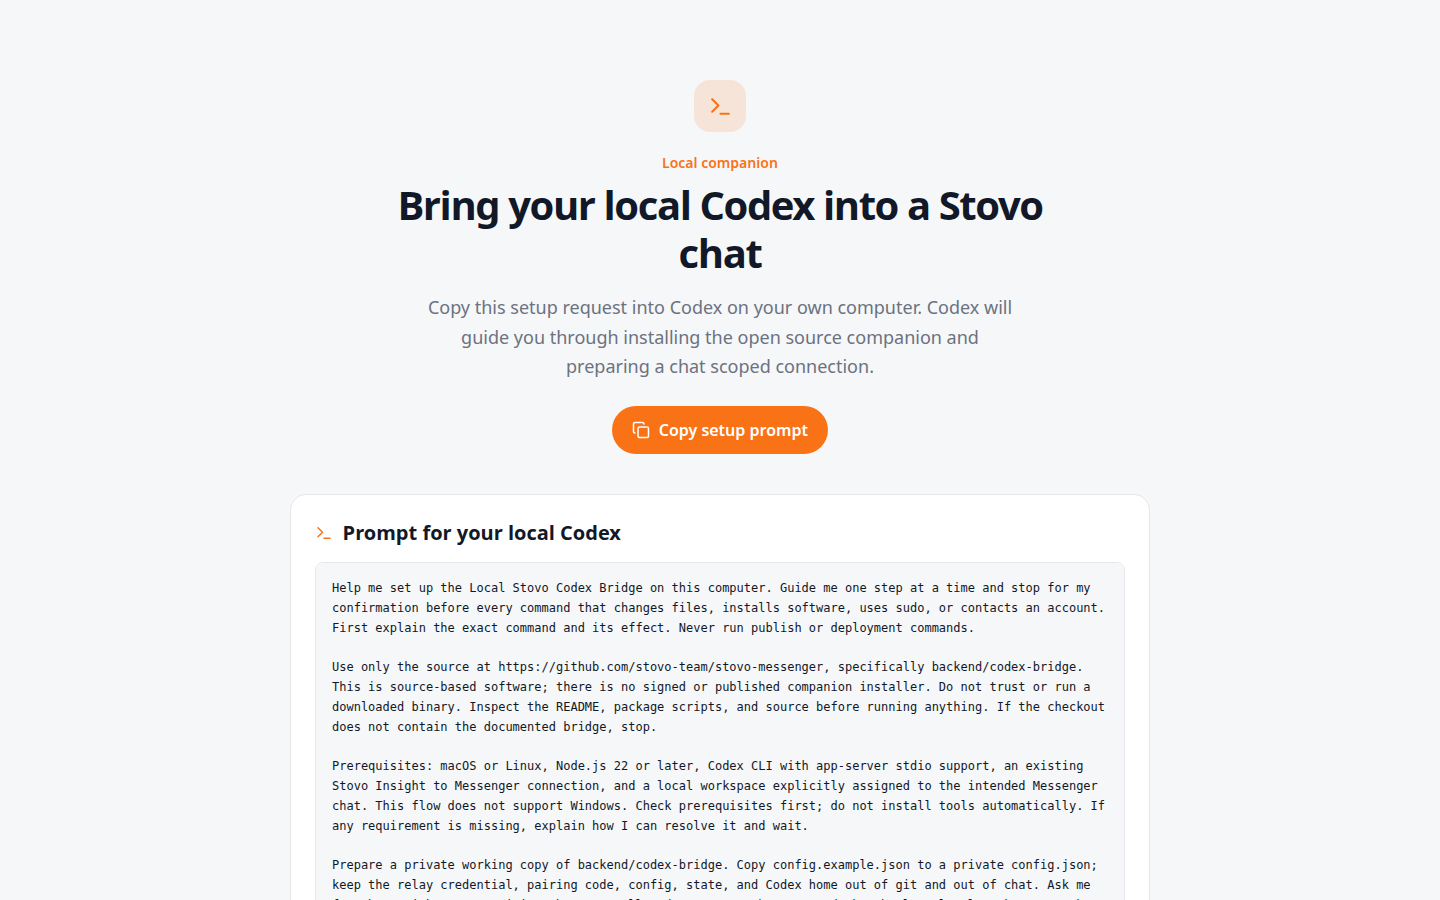 Local companion
Bring your local Codex into a Stovo
chat
Copy this setup request into Codex on your own computer. Codex will
guide you through installing the open source companion and
preparing a chat scoped connection.
Copy setup prompt
Prompt for your local Codex
Help me set up the Local Stovo Codex Bridge on this computer. Guide me one step at a time and stop for my
confirmation before every command that changes files, installs software, uses sudo, or contacts an account.
First explain the exact command and its effect. Never run publish or deployment commands.
Use only the source at https://github.com/stovo-team/stovo-messenger, specifically backend/codex-bridge.
This is source-based software; there is no signed or published companion installer. Do not trust or run a
downloaded binary. Inspect the README, package scripts, and source before running anything. If the checkout
does not contain the documented bridge, stop.
Prerequisites: macOS or Linux, Node.js 22 or later, Codex CLI with app-server stdio support, an existing
Stovo Insight to Messenger connection, and a local workspace explicitly assigned to the intended Messenger
chat. This flow does not support Windows. Check prerequisites first; do not install tools automatically. If
any requirement is missing, explain how I can resolve it and wait.
Prepare a private working copy of backend/codex-bridge. Copy config.example.json to a private config.json;
keep the relay credential, pairing code, config, state, and Codex home out of git and out of chat. Ask me